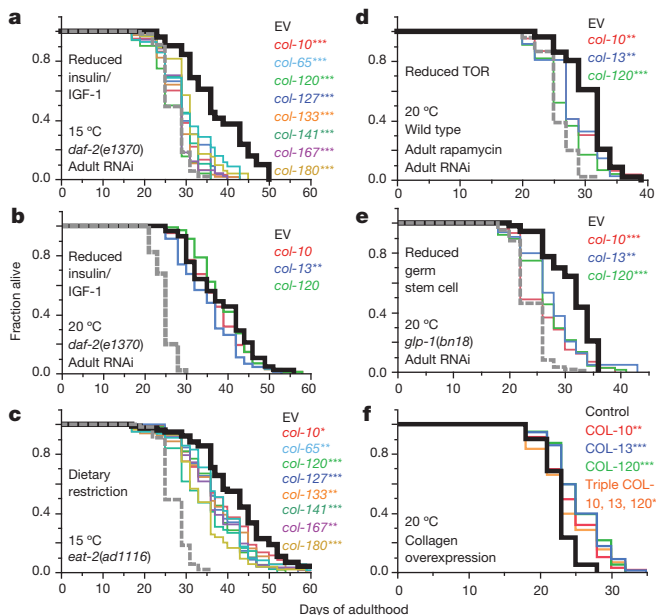 a
0.8
0.4
0.0
Reduced
insulin/
IGF-1
15 ºC
daf-2(e1370)
Adult RNAi
EV
col-10***
col-65***
col-120***
col-127***
col-133***
col-141***
col-167***
col-180***
0 10 20 30 40 50 60
b
0.8
0.4
0.0
Reduced
insulin/
IGF-1
20 ºC
daf-2(e1370)
Adult RNAi
EV
col-10
col-13**
col-120
0 10 20 30 40 50 60
Fraction alive
c
0.8
0.4
0.0
Dietary
restriction
15 ºC
eat-2(ad1116)
EV
col-10*
col-65**
col-120***
col-127***
col-133**
col-141***
col-167**
col-180***
0 10 20 30 40 50 60
d
0.8
0.4
0.0
Reduced TOR
20 ºC
Wild type
Adult rapamycin
Adult RNAi
EV
col-10**
col-13**
col-120***
0 10 20 30 40
e
0.8
0.4
0.0
Reduced
germ
stem cell
20 ºC
glp-1(bn18)
Adult RNAi
EV
col-10***
col-13**
col-120***
0 10 20 30 40
f
0.8
0.4
0.0
20 ºC
Collagen
overexpression
Control
COL-10**
COL-13***
COL-120***
Triple COL-
10, 13, 120*
0 10 20 30
Days of adulthood